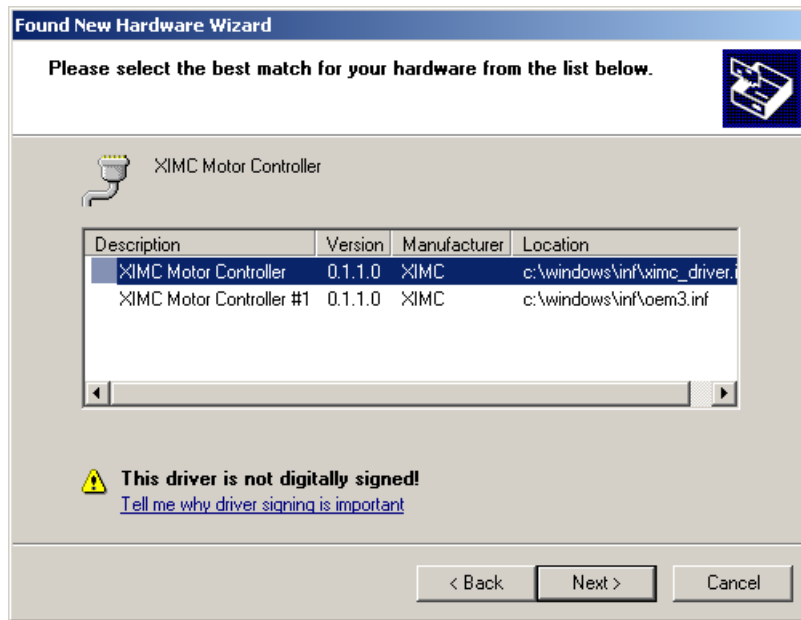 Found New Hardware Wizard
Please select the best match for your hardware from the list below.
XIMC Motor Controller
Description Version Manufacturer Location
XIMC Motor Controller 0.1.1.0 XIMC c:\windows\inf\ximc_driver.i
XIMC Motor Controller #1 0.1.1.0 XIMC c:\windows\inf\oem3.inf
This driver is not digitally signed!
Tell me why driver signing is important
< Back Next > Cancel